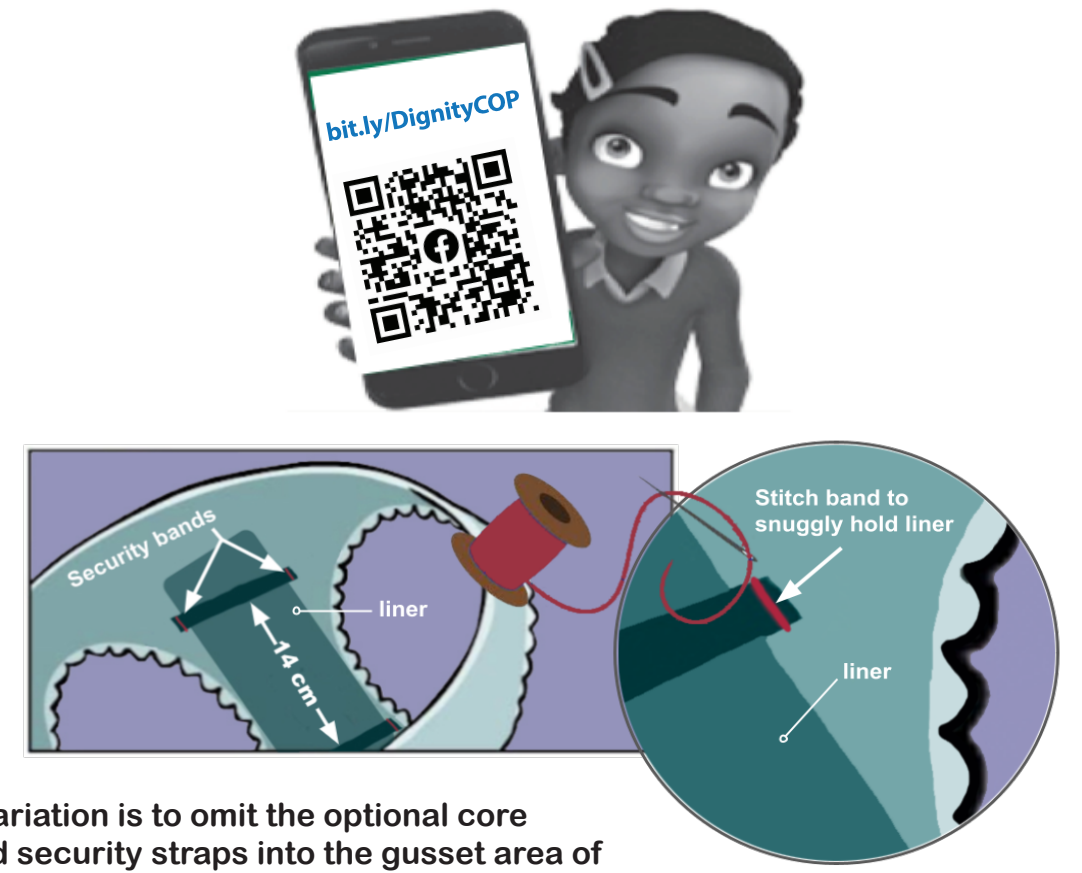 bit.ly/DignityCOP
Security bands
liner
14 cm
Stitch band to
snuggly hold liner
liner
variation is to omit the optional core
security straps into the gusset area of